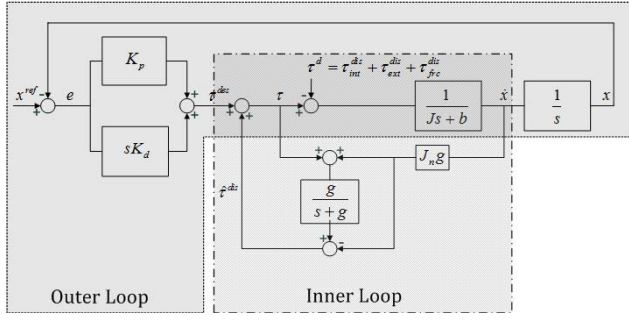 K_p
τ^d = τ_int^dis + τ_ext^dis + τ_frc^dis
x^ref
e
τ^des
τ
1/(Js + b)
ẋ
1/s
x
sK_d
J_n g
τ̂^dis
g/(s + g)
Outer Loop
Inner Loop